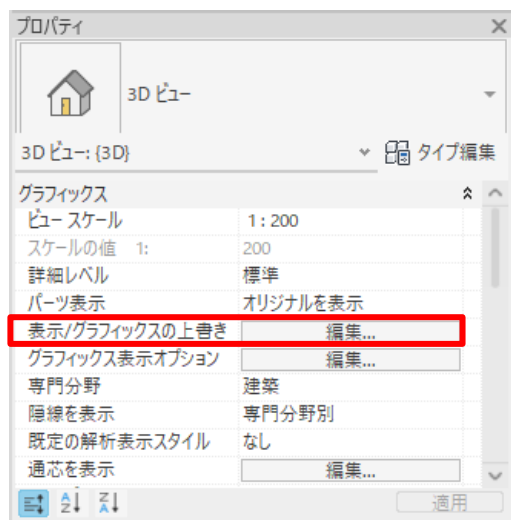 プロパティ
3D ビュー
3D ビュー: {3D}
タイプ編集
グラフィックス
ビュー スケール 1 : 200
スケールの値 1: 200
詳細レベル 標準
パーツ表示 オリジナルを表示
表示/グラフィックスの上書き 編集...
グラフィックス表示オプション 編集...
専門分野 建築
隠線を表示 専門分野別
既定の解析表示スタイル なし
通芯を表示 編集...
適用